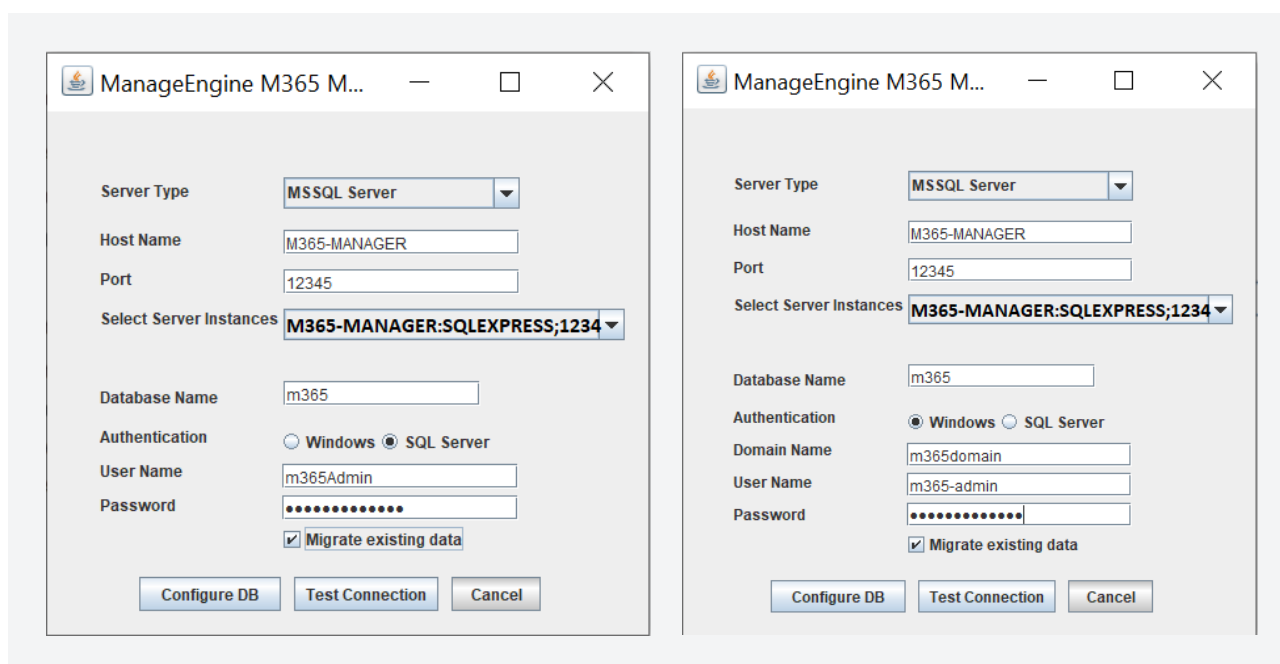 ManageEngine M365 M...
Server Type
MSSQL Server
Host Name
M365-MANAGER
Port
12345
Select Server Instances
M365-MANAGER:SQLEXPRESS;1234
Database Name
m365
Authentication
Windows SQL Server
User Name
m365Admin
Password
•••••••••••••
Migrate existing data
Configure DB Test Connection Cancel
ManageEngine M365 M...
Server Type
MSSQL Server
Host Name
M365-MANAGER
Port
12345
Select Server Instances
M365-MANAGER:SQLEXPRESS;1234
Database Name
m365
Authentication
Windows SQL Server
Domain Name
m365domain
User Name
m365-admin
Password
•••••••••••••
Migrate existing data
Configure DB Test Connection Cancel